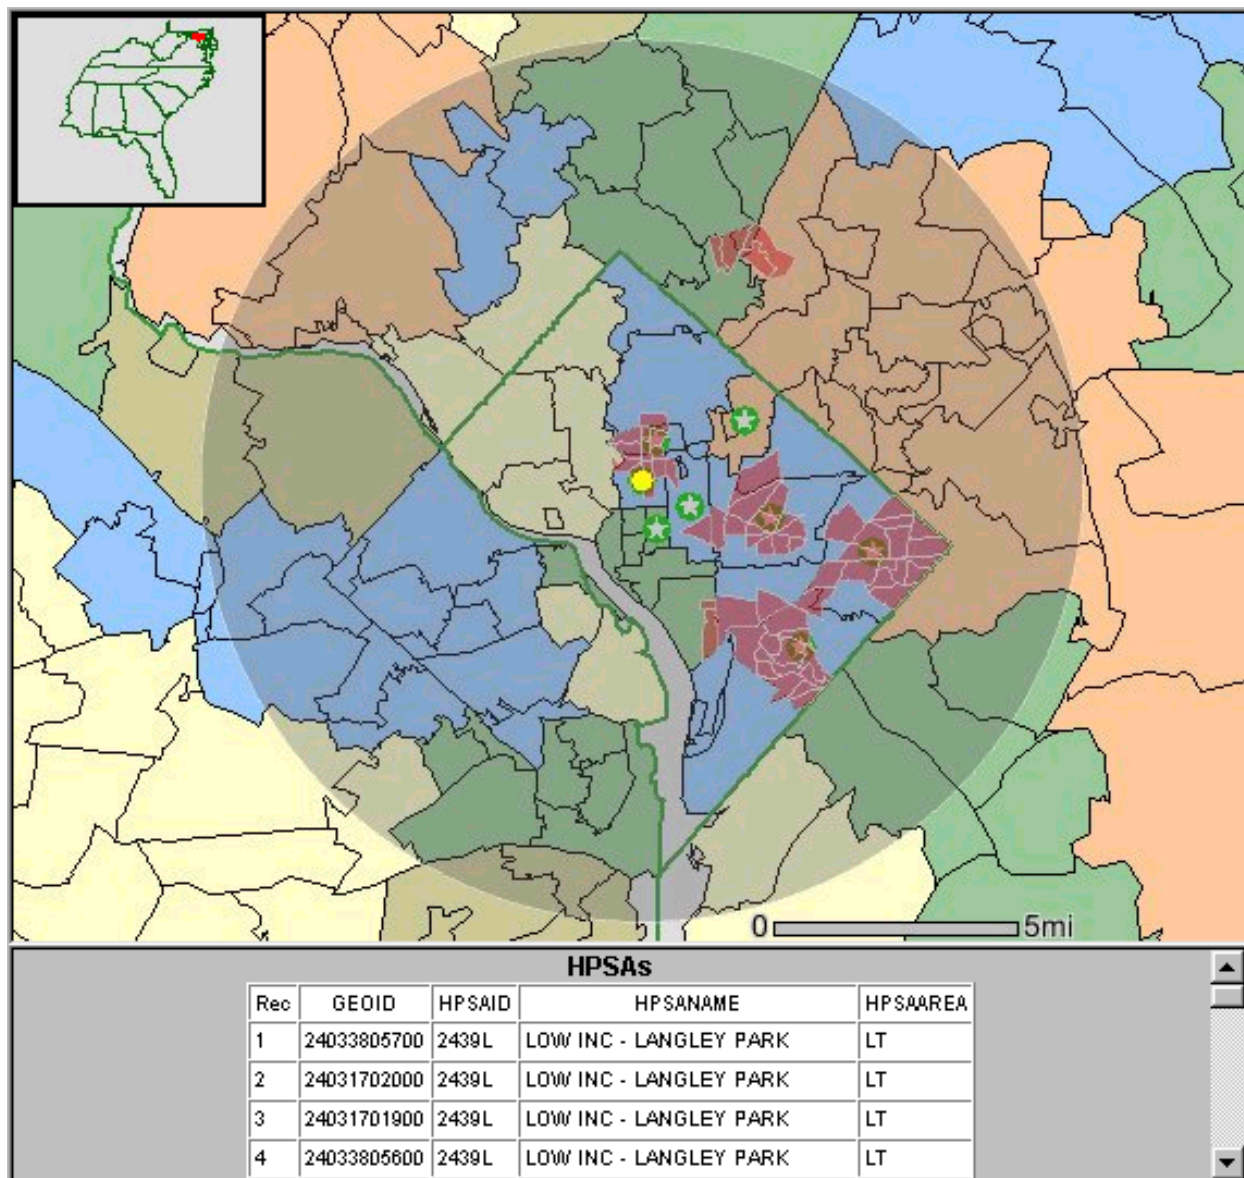 0 5mi
HPSAs
Rec GEOID HPSAID HPSANAME HPSAAREA
1 24033805700 2439L LOW INC - LANGLEY PARK LT
2 24031702000 2439L LOW INC - LANGLEY PARK LT
3 24031701900 2439L LOW INC - LANGLEY PARK LT
4 24033805600 2439L LOW INC - LANGLEY PARK LT